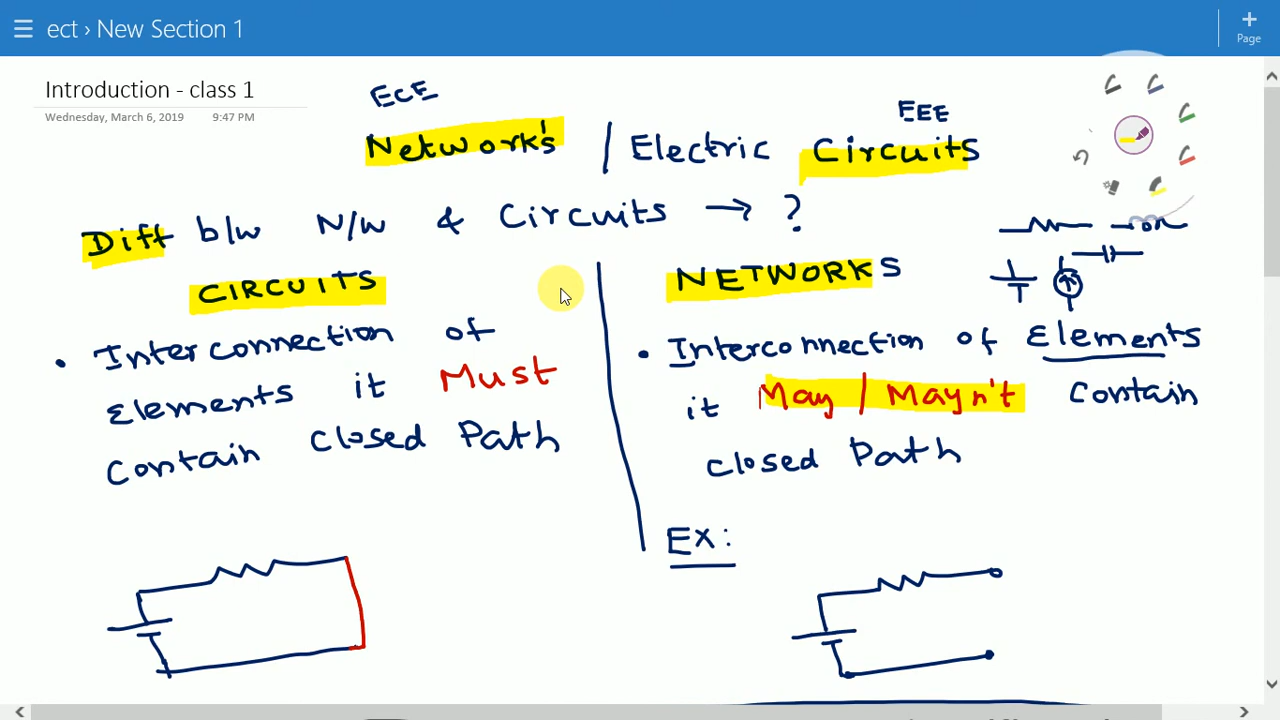 ect › New Section 1
Page
Introduction - class 1
Wednesday, March 6, 2019 9:47 PM
ECE
EEE
Network's / Electric Circuits
Diff b/w N/w & Circuits → ?
CIRCUITS
• Interconnection of
Elements it Must
Contain Closed Path
NETWORKS
• Interconnection of Elements
it May / Mayn't Contain
Closed Path
EX: